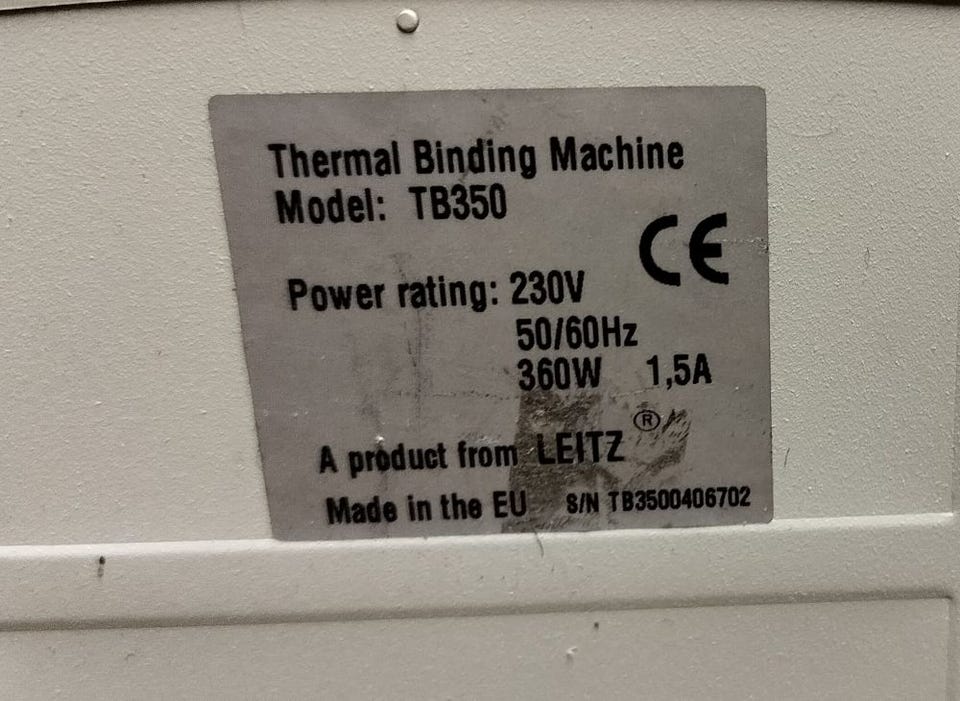 Thermal Binding Machine
Model: TB350
CE
Power rating: 230V
50/60Hz
360W 1,5A
A product from LEITZ®
Made in the EU S/N TB3500406702